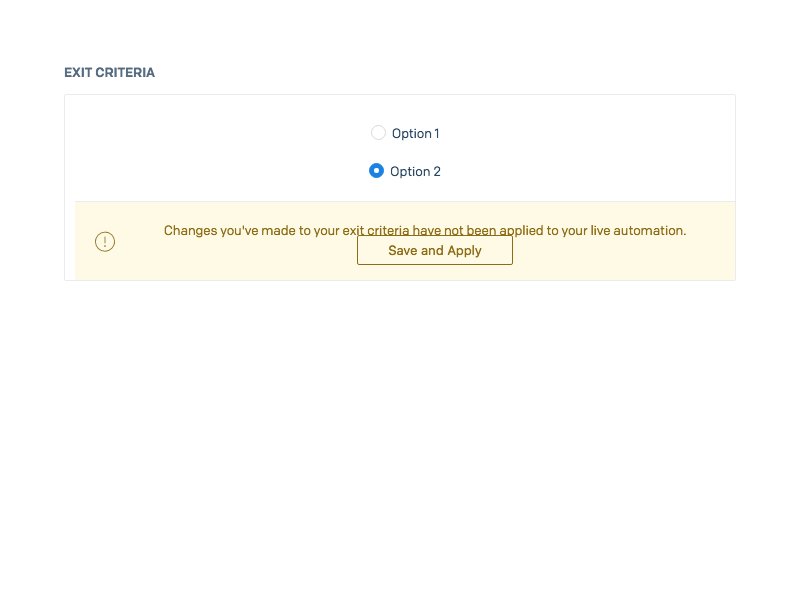 EXIT CRITERIA
Option 1
Option 2
Changes you've made to your exit criteria have not been applied to your live automation.
Save and Apply